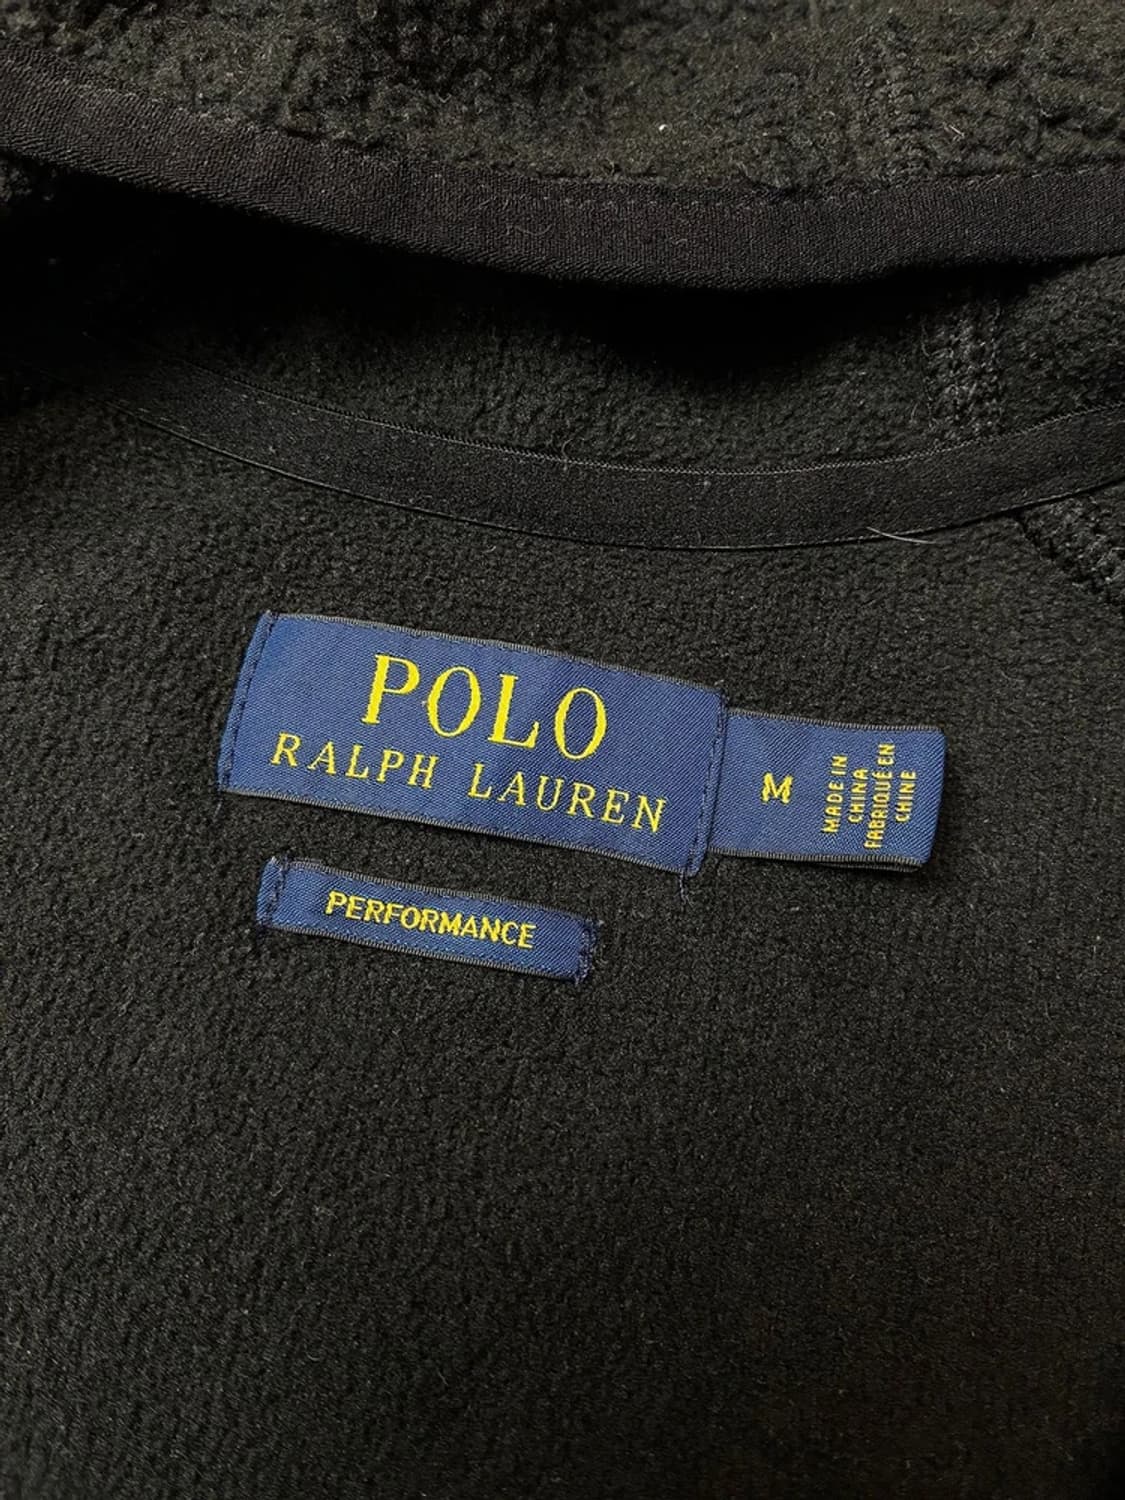 POLO
RALPH LAUREN
M
MADE IN
CHINA
FABRIQUÉ EN
CHINE
PERFORMANCE